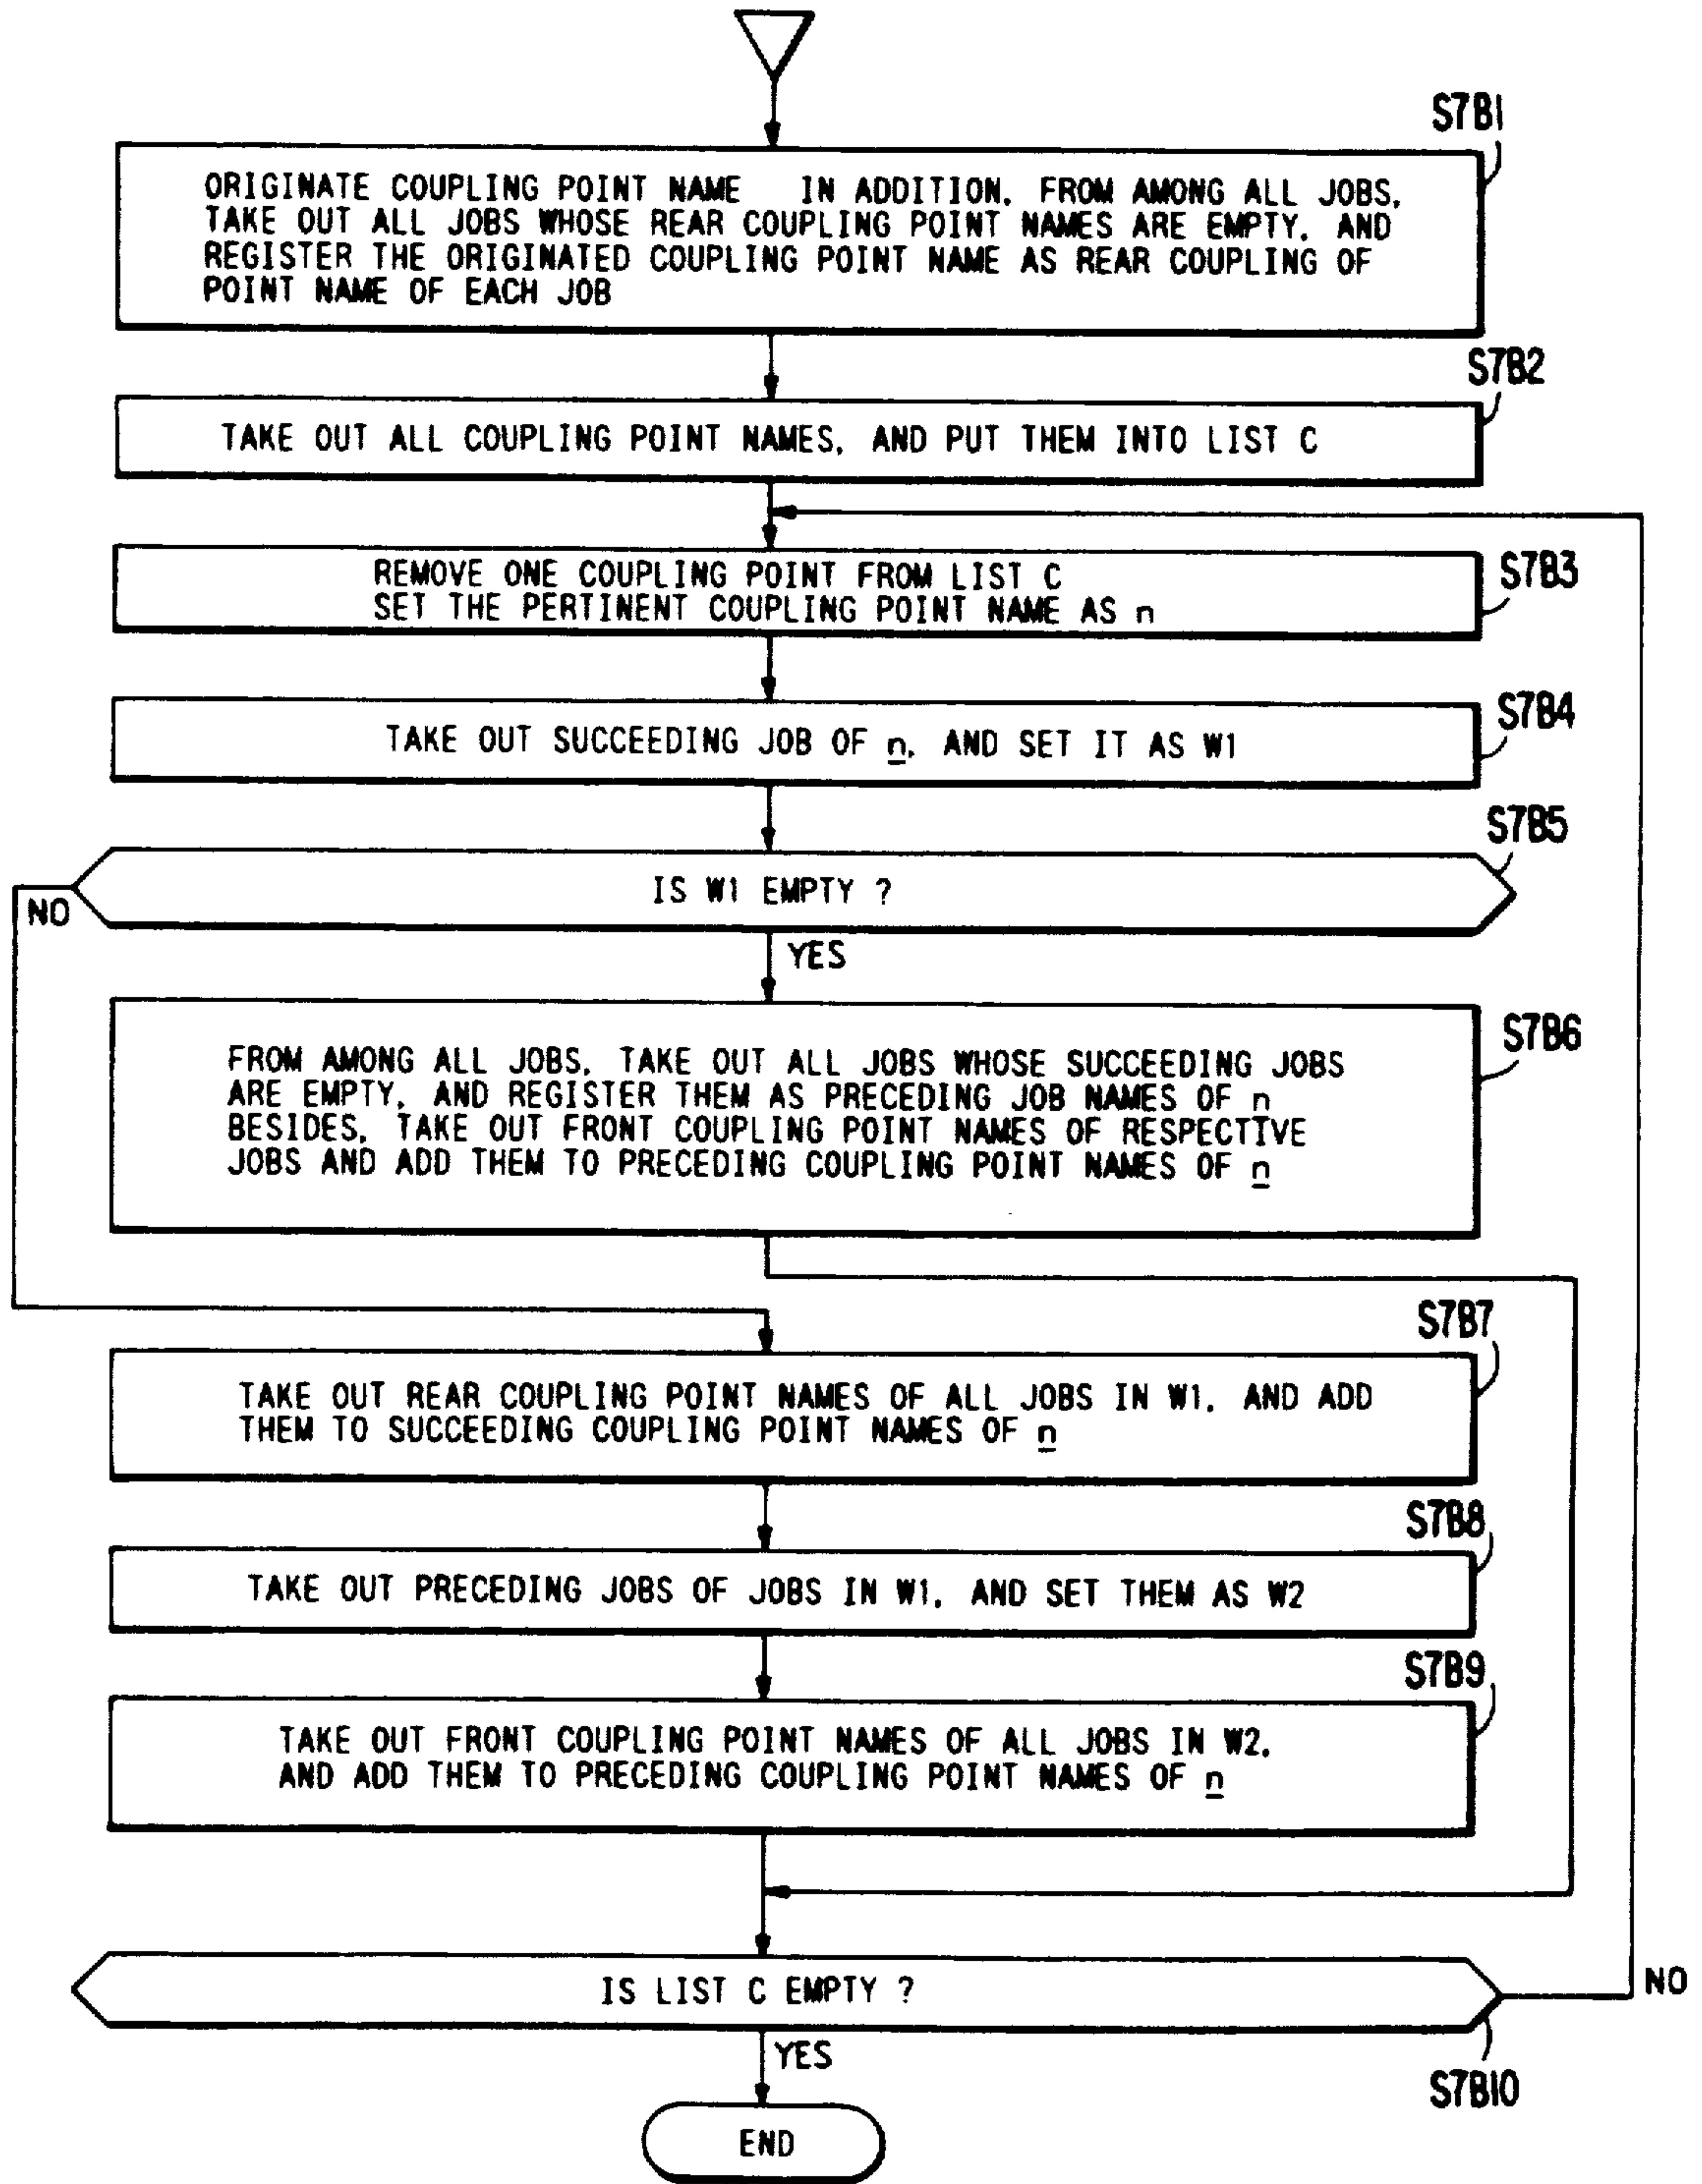 S7B1
ORIGINATE COUPLING POINT NAME IN ADDITION, FROM AMONG ALL JOBS,
TAKE OUT ALL JOBS WHOSE REAR COUPLING POINT NAMES ARE EMPTY, AND
REGISTER THE ORIGINATED COUPLING POINT NAME AS REAR COUPLING OF
POINT NAME OF EACH JOB
S7B2
TAKE OUT ALL COUPLING POINT NAMES, AND PUT THEM INTO LIST C
S7B3
REMOVE ONE COUPLING POINT FROM LIST C
SET THE PERTINENT COUPLING POINT NAME AS n
S7B4
TAKE OUT SUCCEEDING JOB OF n, AND SET IT AS W1
S7B5
IS W1 EMPTY ?
NO
YES
S7B6
FROM AMONG ALL JOBS, TAKE OUT ALL JOBS WHOSE SUCCEEDING JOBS
ARE EMPTY, AND REGISTER THEM AS PRECEDING JOB NAMES OF n
BESIDES, TAKE OUT FRONT COUPLING POINT NAMES OF RESPECTIVE
JOBS AND ADD THEM TO PRECEDING COUPLING POINT NAMES OF n
S7B7
TAKE OUT REAR COUPLING POINT NAMES OF ALL JOBS IN W1, AND ADD
THEM TO SUCCEEDING COUPLING POINT NAMES OF n
S7B8
TAKE OUT PRECEDING JOBS OF JOBS IN W1, AND SET THEM AS W2
S7B9
TAKE OUT FRONT COUPLING POINT NAMES OF ALL JOBS IN W2,
AND ADD THEM TO PRECEDING COUPLING POINT NAMES OF n
IS LIST C EMPTY ?
NO
YES
S7B10
END